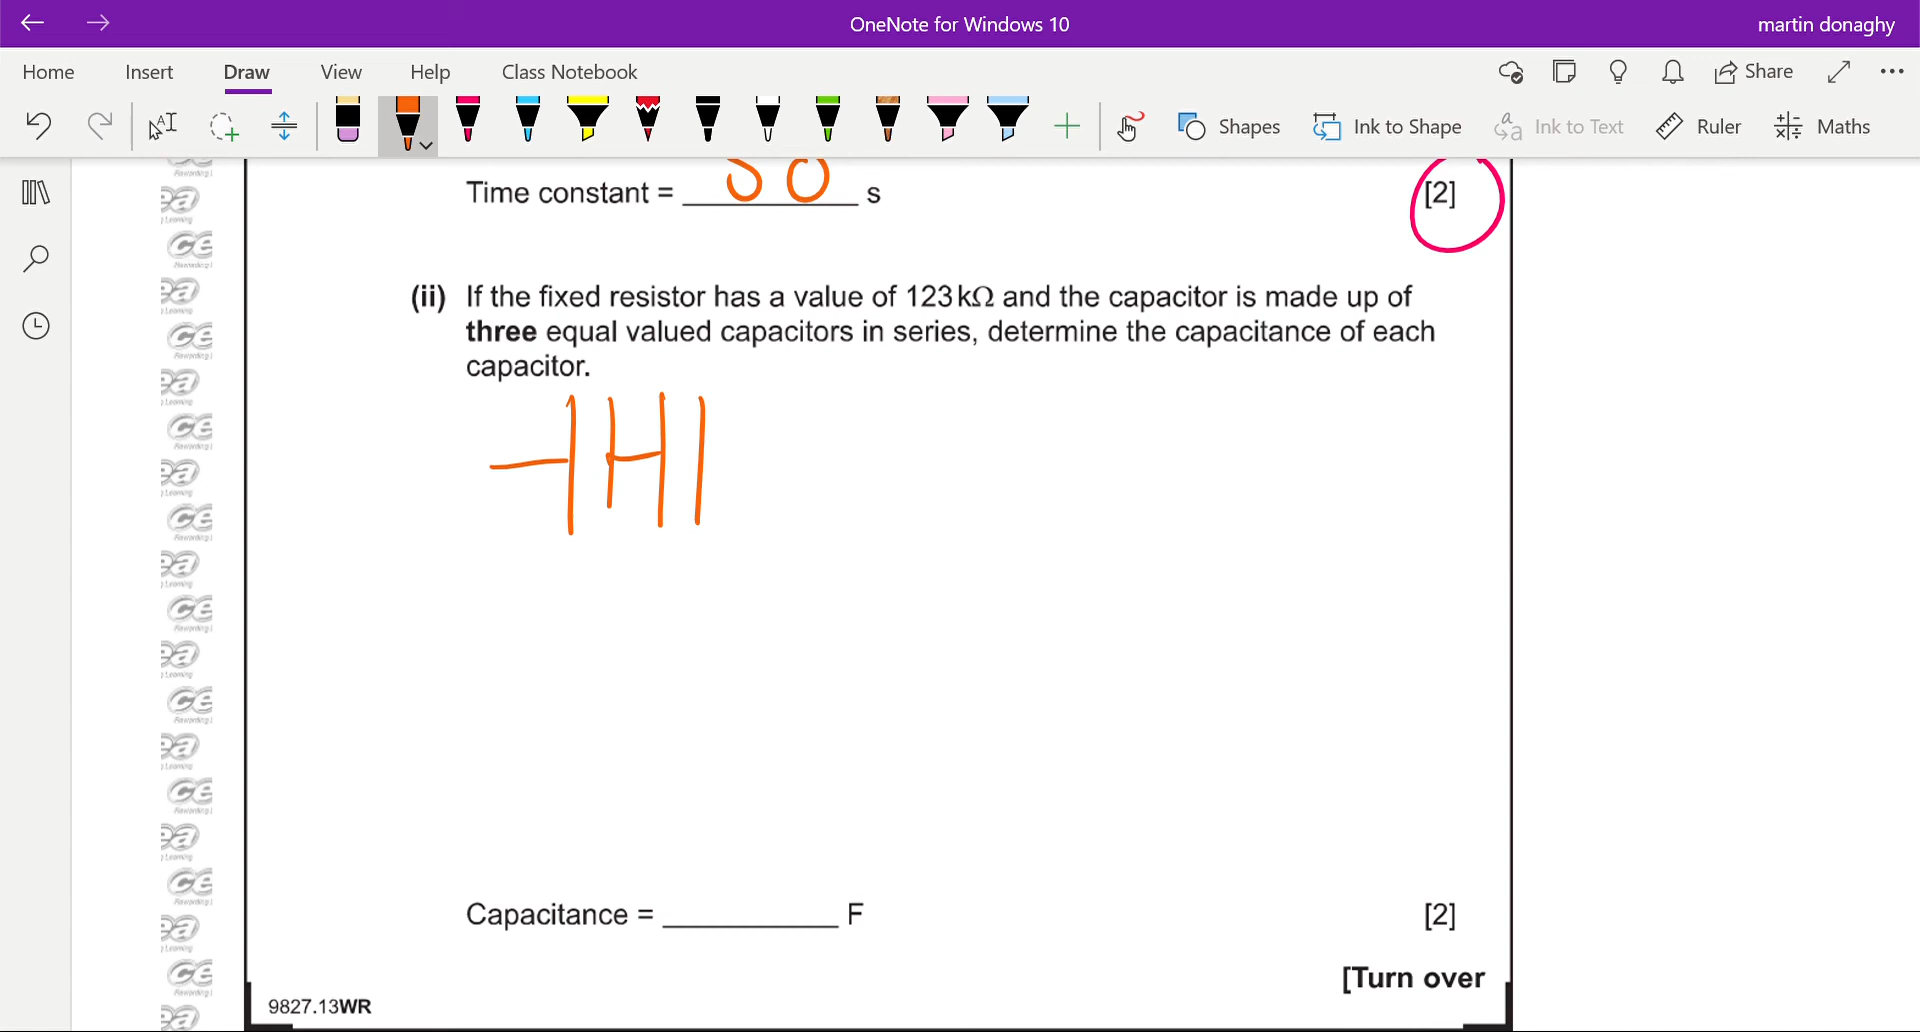 OneNote for Windows 10
martin donaghy
Home Insert Draw View Help Class Notebook
Share
Shapes Ink to Shape Ink to Text Ruler Maths
Time constant = ________ s [2]
(ii) If the fixed resistor has a value of 123 kΩ and the capacitor is made up of
three equal valued capacitors in series, determine the capacitance of each
capacitor.
Capacitance = ________ F [2]
[Turn over
9827.13WR